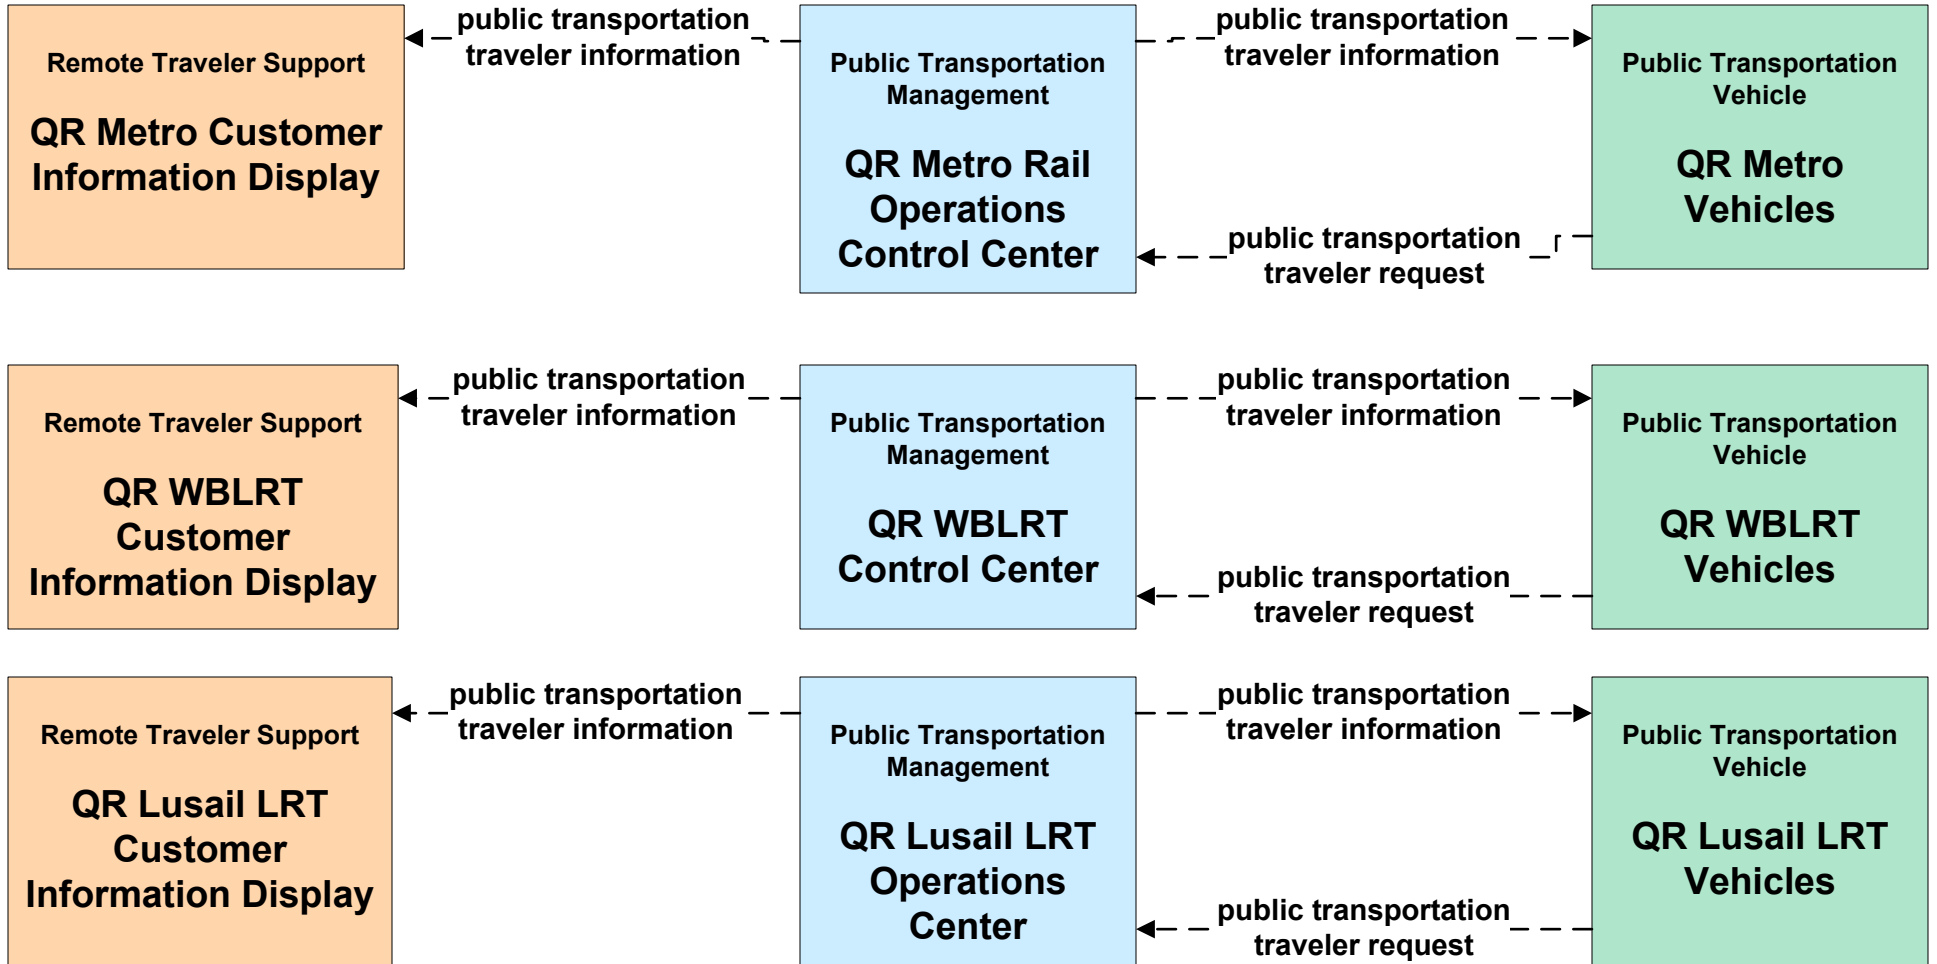 public transportation
traveler information
public transportation
traveler information
Remote Traveler Support
QR Metro Customer
Information Display
Public Transportation
Management
QR Metro Rail
Operations
Control Center
Public Transportation
Vehicle
QR Metro
Vehicles
public transportation
traveler request
public transportation
traveler information
public transportation
traveler information
Remote Traveler Support
QR WBLRT
Customer
Information Display
Public Transportation
Management
QR WBLRT
Control Center
Public Transportation
Vehicle
QR WBLRT
Vehicles
public transportation
traveler request
public transportation
traveler information
public transportation
traveler information
Remote Traveler Support
QR Lusail LRT
Customer
Information Display
Public Transportation
Management
QR Lusail LRT
Operations
Center
Public Transportation
Vehicle
QR Lusail LRT
Vehicles
public transportation
traveler request